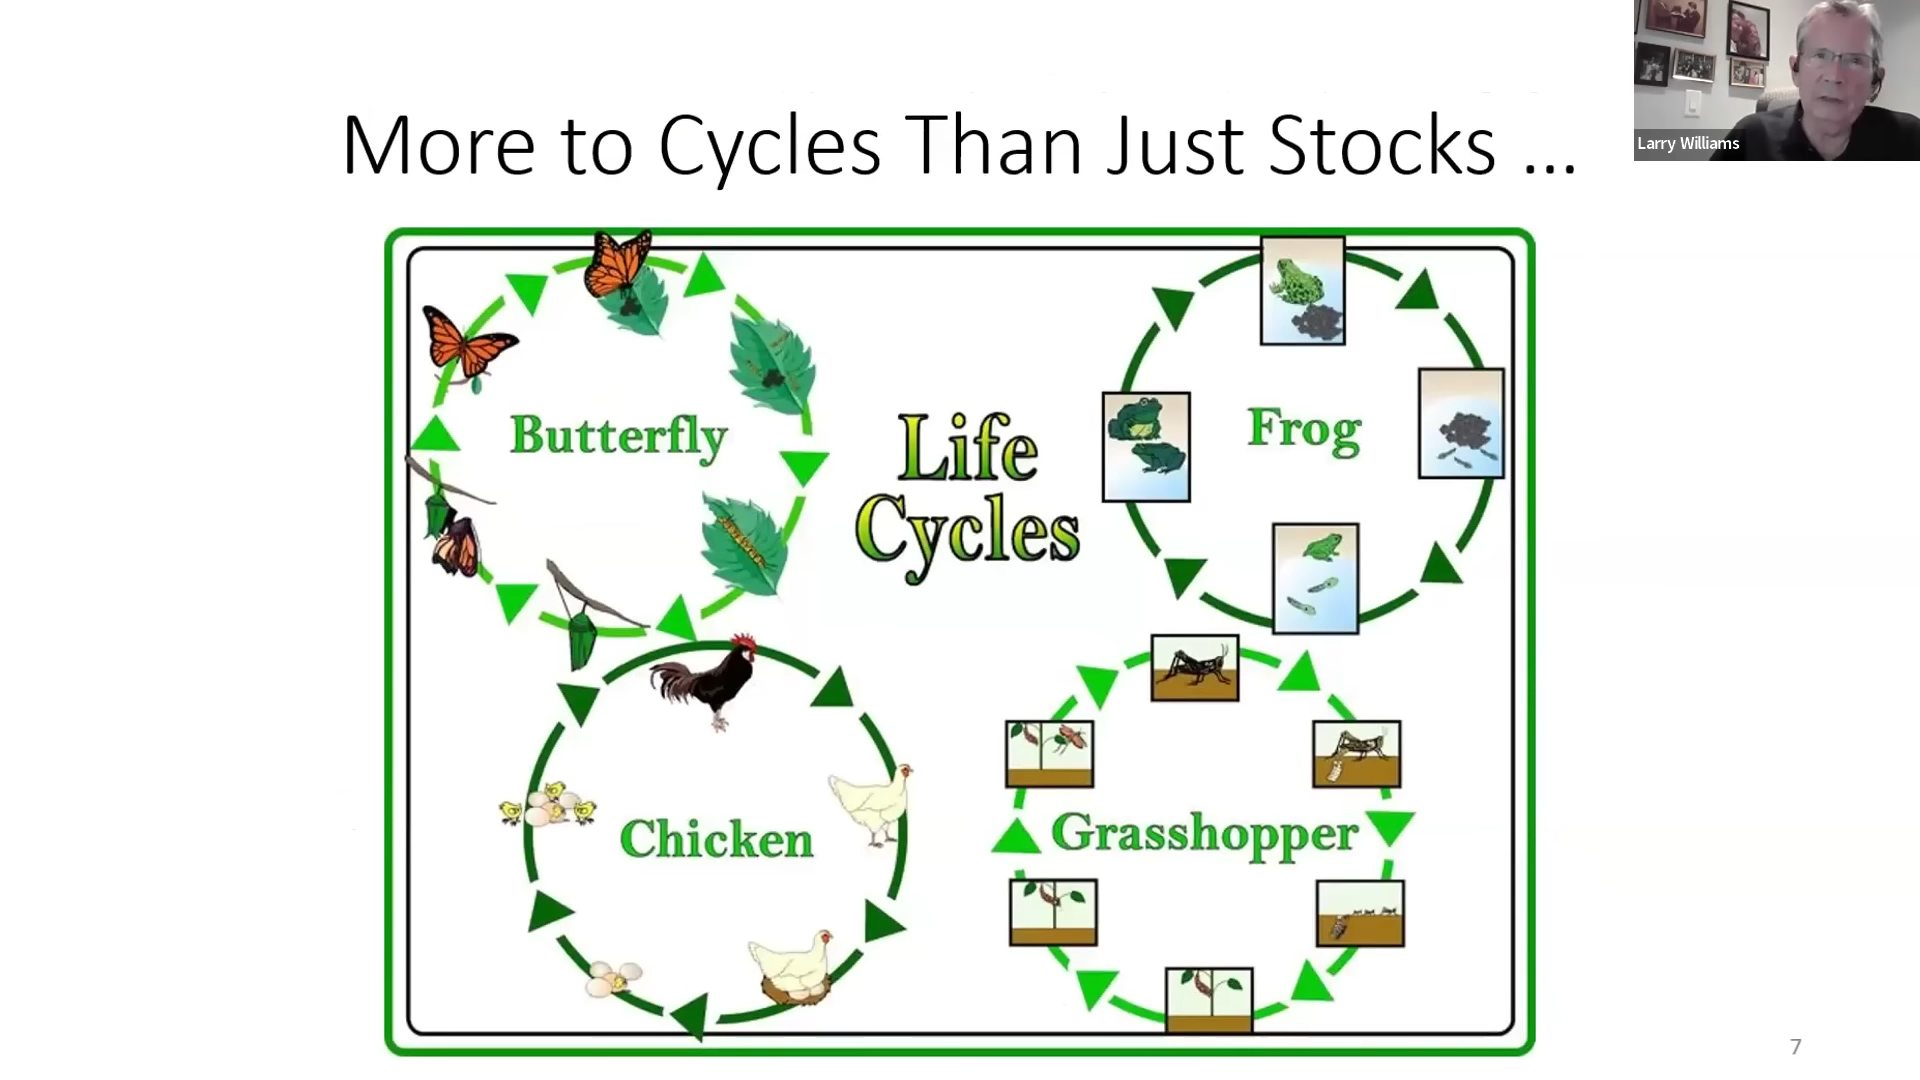 More to Cycles Than Just Stocks ...
Larry Williams
Butterfly
Life
Cycles
Frog
Chicken
Grasshopper
7